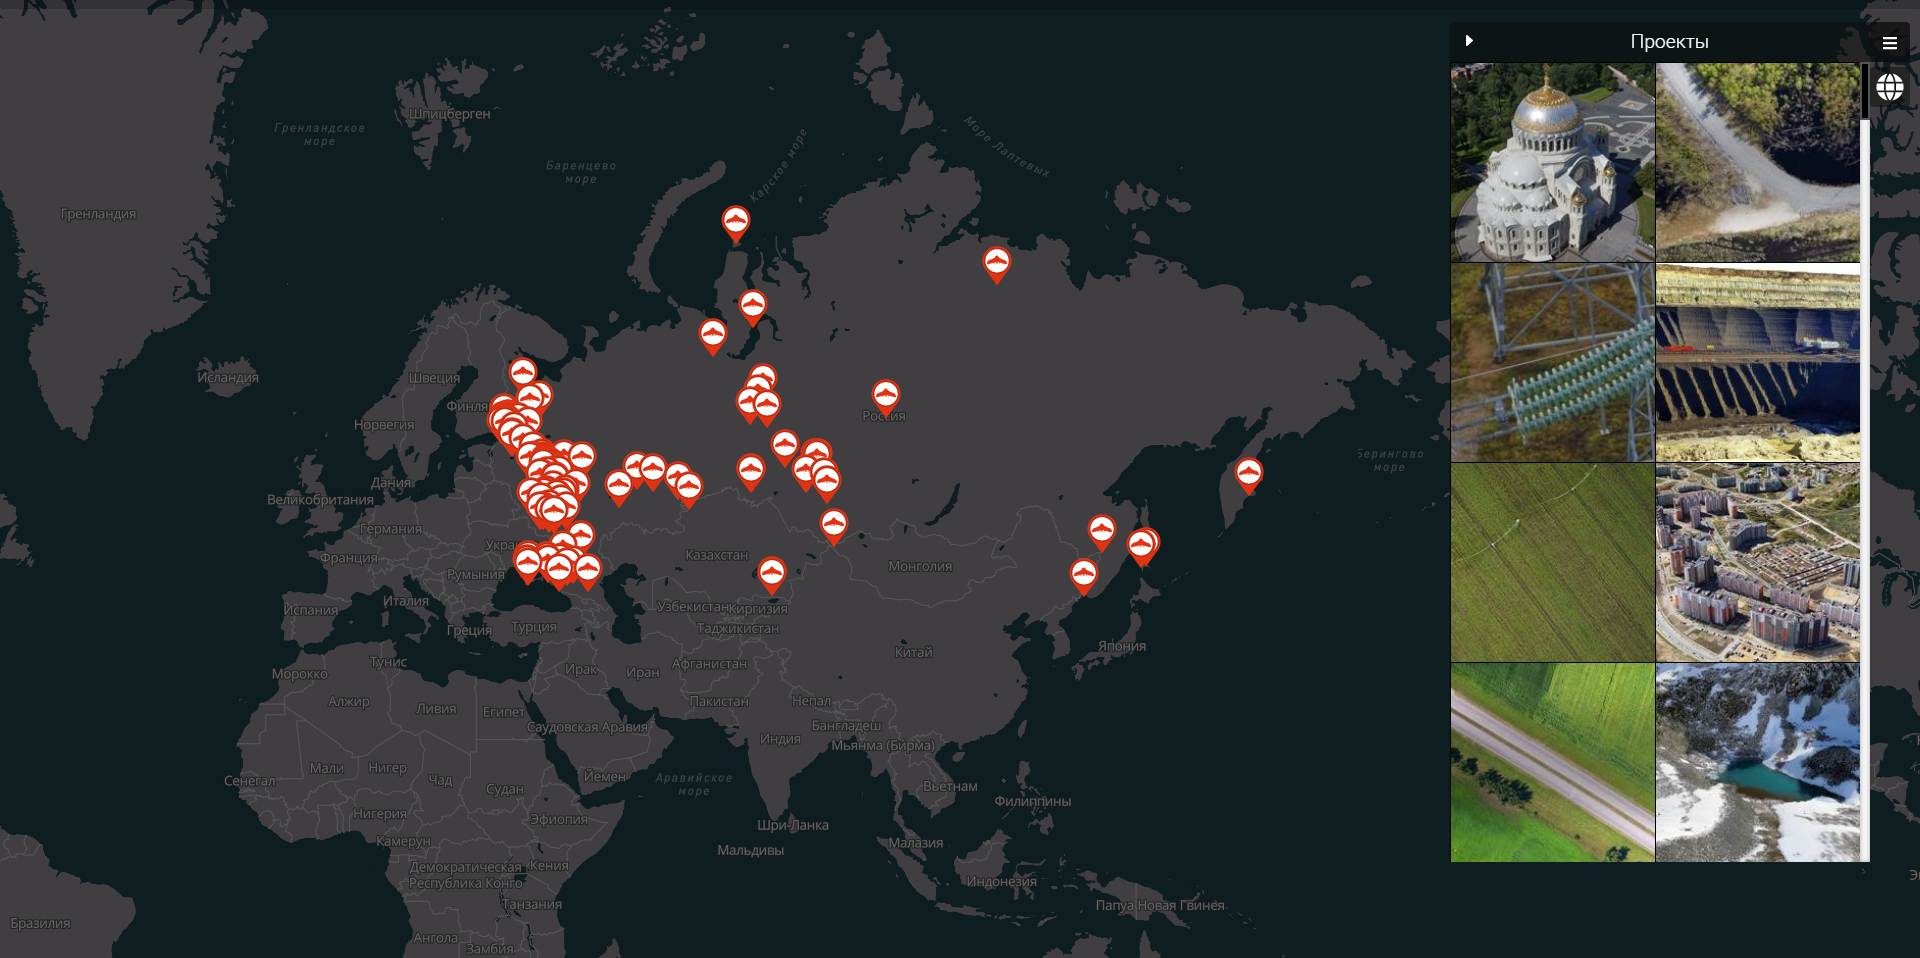 Проекты
Шпицберген
Гренландское
море
Баренцево
море
Карское море
Море Лаптевых
Гренландия
Исландия
Швеция
Финля
Норвегия
Россия
Берингово
море
Дания
Великобритания
Германия
Франция
Украи
Румыния
Казахстан
Монголия
Испания
Италия
Узбекистан
Киргизия
Греция
Турция
Таджикистан
Япония
Китай
Тунис
Морокко
Ирак
Иран
Афганистан
Алжир
Ливия
Египет
Пакистан
Непал
Саудовская Аравия
Бангладеш
Индия
Мьянма (Бирма)
Мали
Нигер
Чад
Сенегал
Судан
Йемен
Аравийское
море
Вьетнам
Филиппины
Нигерия
Эфиопия
Шри-Ланка
Камерун
Мальдивы
Малазия
Демократическая
Республика Конго
Кения
Индонезия
Танзания
Папуа Новая Гвинея
Бразилия
Ангола
Замбия